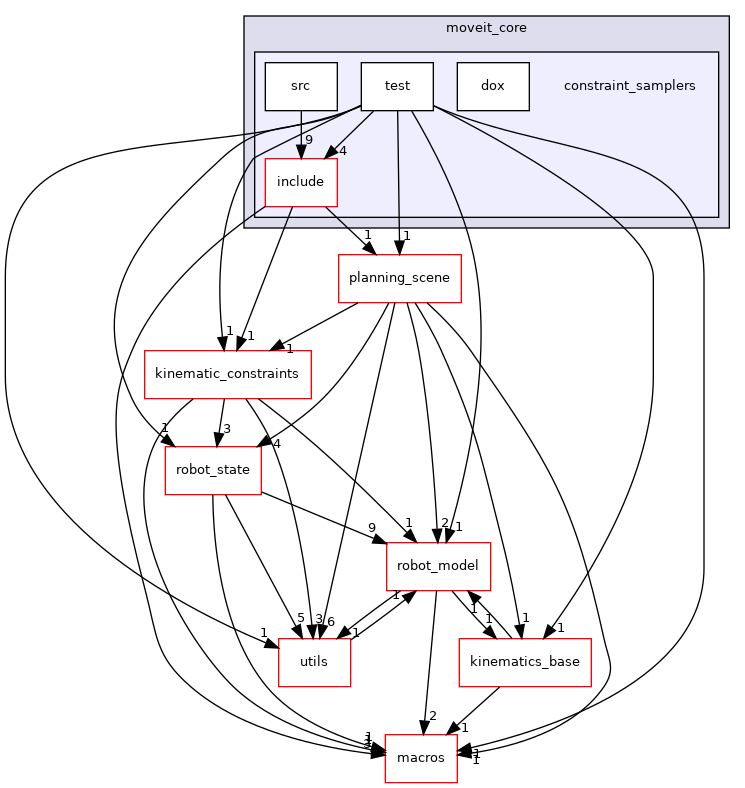 moveit_core
src
test
dox
constraint_samplers
9
4
include
1
1
planning_scene
1
1
1
kinematic_constraints
1
3
4
robot_state
9
1
2
1
robot_model
1
1
1
1
1
5
3
6
1
1
utils
kinematics_base
2
1
1
1
macros